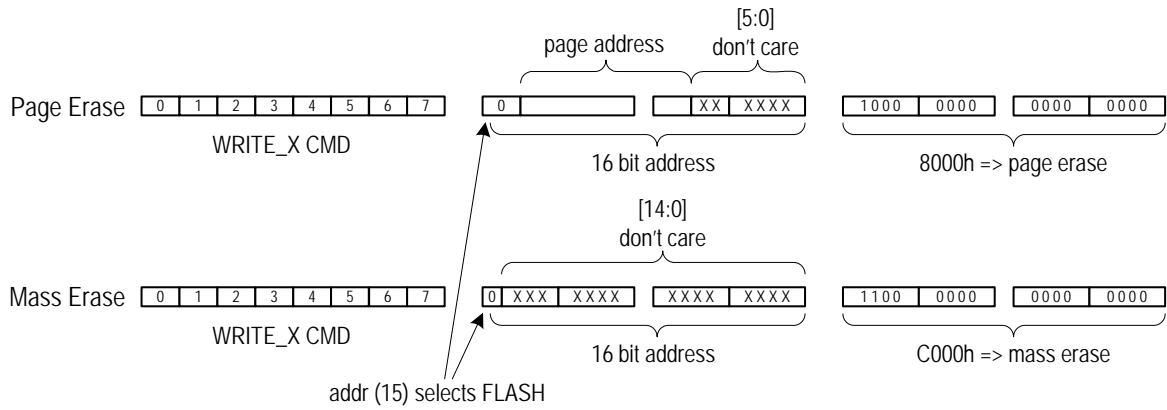 [5:0]
page address don't care
Page Erase 0 1 2 3 4 5 6 7 0 XX XXXX 1000 0000 0000 0000
WRITE_X CMD 16 bit address 8000h => page erase
[14:0]
don't care
Mass Erase 0 1 2 3 4 5 6 7 0 XXX XXXX XXXX XXXX 1100 0000 0000 0000
WRITE_X CMD 16 bit address C000h => mass erase
addr (15) selects FLASH